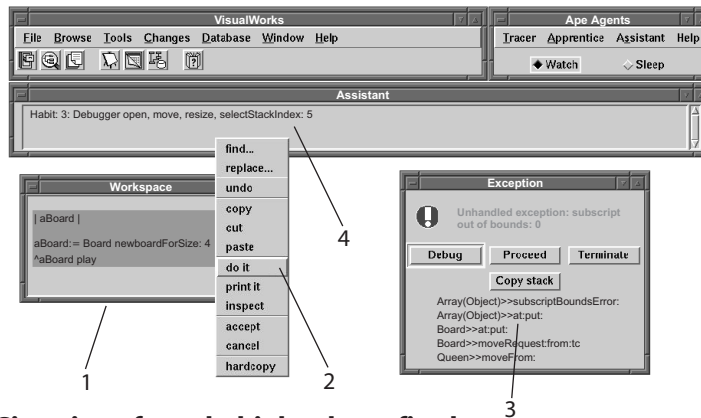 VisualWorks
File Browse Tools Changes Database Window Help
Ape Agents
Tracer Apprentice Assistant Help
Watch Sleep
Assistant
Habit: 3: Debugger open, move, resize, selectStackIndex: 5
Workspace
| aBoard |
aBoard:= Board newboardForSize: 4
^aBoard play
find...
replace...
undo
copy
cut
paste
do it
print it
inspect
accept
cancel
hardcopy
Exception
Unhandled exception: subscript
out of bounds: 0
Debug Proceed Terminate
Copy stack
Array(Object)>>subscriptBoundsError:
Array(Object)>>at:put:
Board>>at:put:
Board>>moveRequest:from:tc
Queen>>moveFrom:
1
2
3
4